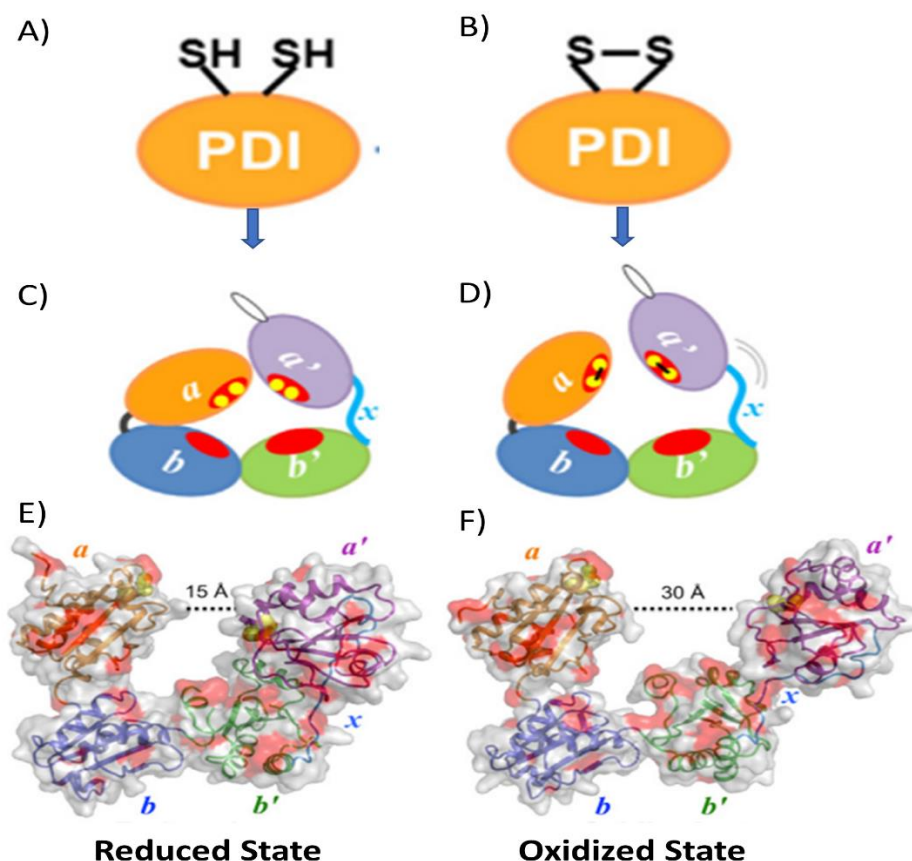 A)
SH SH
PDI
B)
S—S
PDI
C)
a
a'
x
b
b'
D)
a
a'
x
b
b'
E)
a
a'
15 Å
x
b
b'
F)
a
a'
30 Å
x
b
b'
Reduced State
Oxidized State